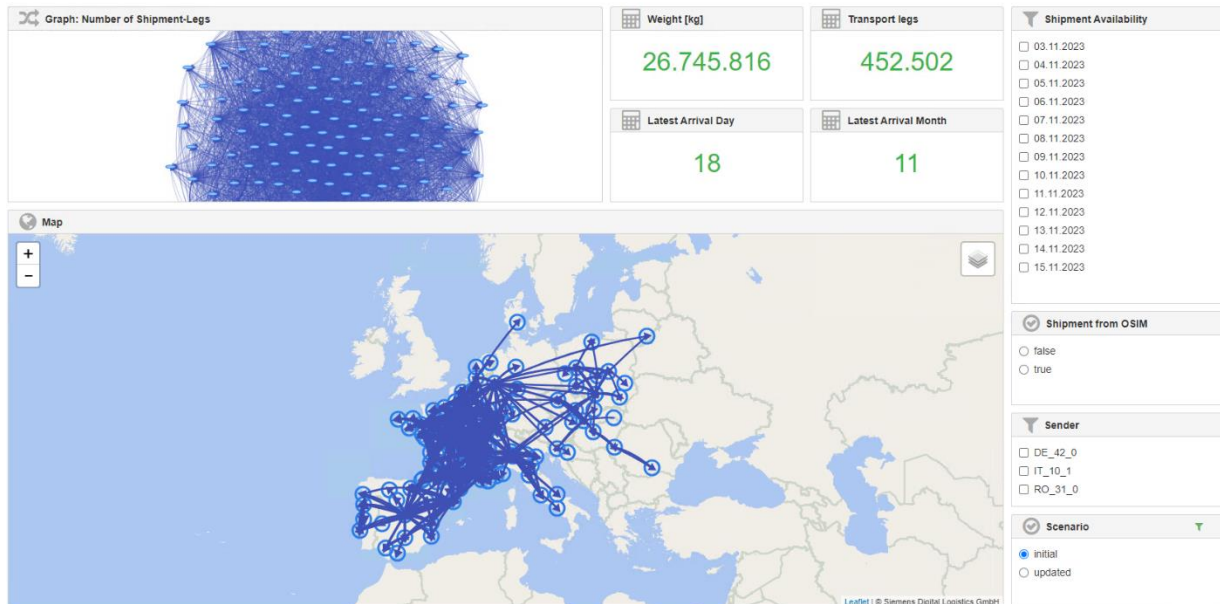 Graph: Number of Shipment-Legs
Weight [kg]
26.745.816
Transport legs
452.502
Latest Arrival Day
18
Latest Arrival Month
11
Map
+
−
Leaflet | © Siemens Digital Logistics GmbH
Shipment Availability
03.11.2023
04.11.2023
05.11.2023
06.11.2023
07.11.2023
08.11.2023
09.11.2023
10.11.2023
11.11.2023
12.11.2023
13.11.2023
14.11.2023
15.11.2023
Shipment from OSIM
false
true
Sender
DE_42_0
IT_10_1
RO_31_0
Scenario
initial
updated